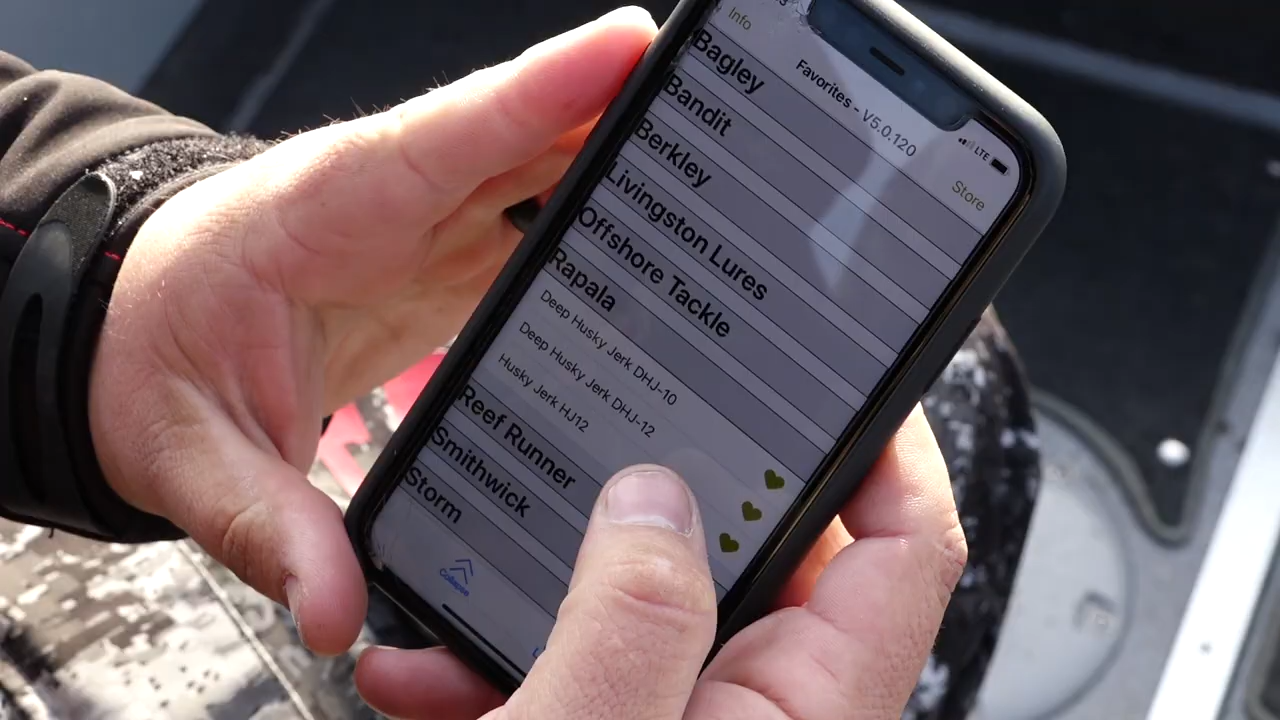 Info
Favorites - V5.0.120
LTE
Store
Bagley
Bandit
Berkley
Livingston Lures
Offshore Tackle
Rapala
Deep Husky Jerk DHJ-10
Deep Husky Jerk DHJ-12
Husky Jerk HJ12
Reef Runner
Smithwick
Storm
Collapse